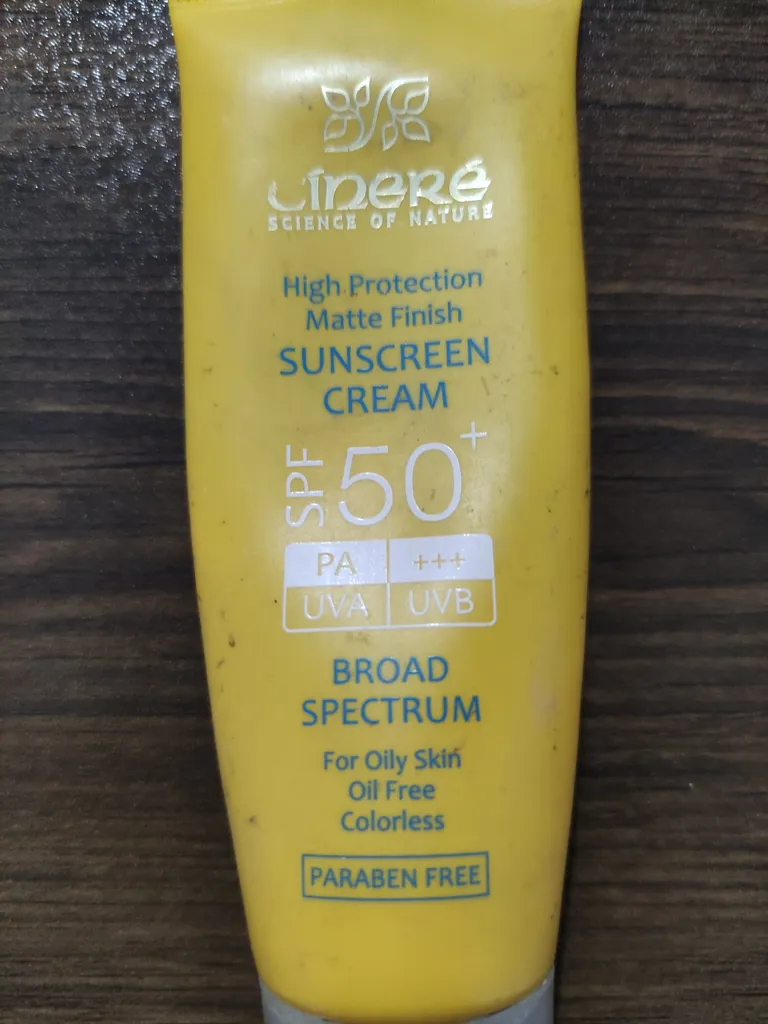 Cineré
SCIENCE OF NATURE
High Protection
Matte Finish
SUNSCREEN
CREAM
SPF 50+
PA +++
UVA UVB
BROAD
SPECTRUM
For Oily Skin
Oil Free
Colorless
PARABEN FREE